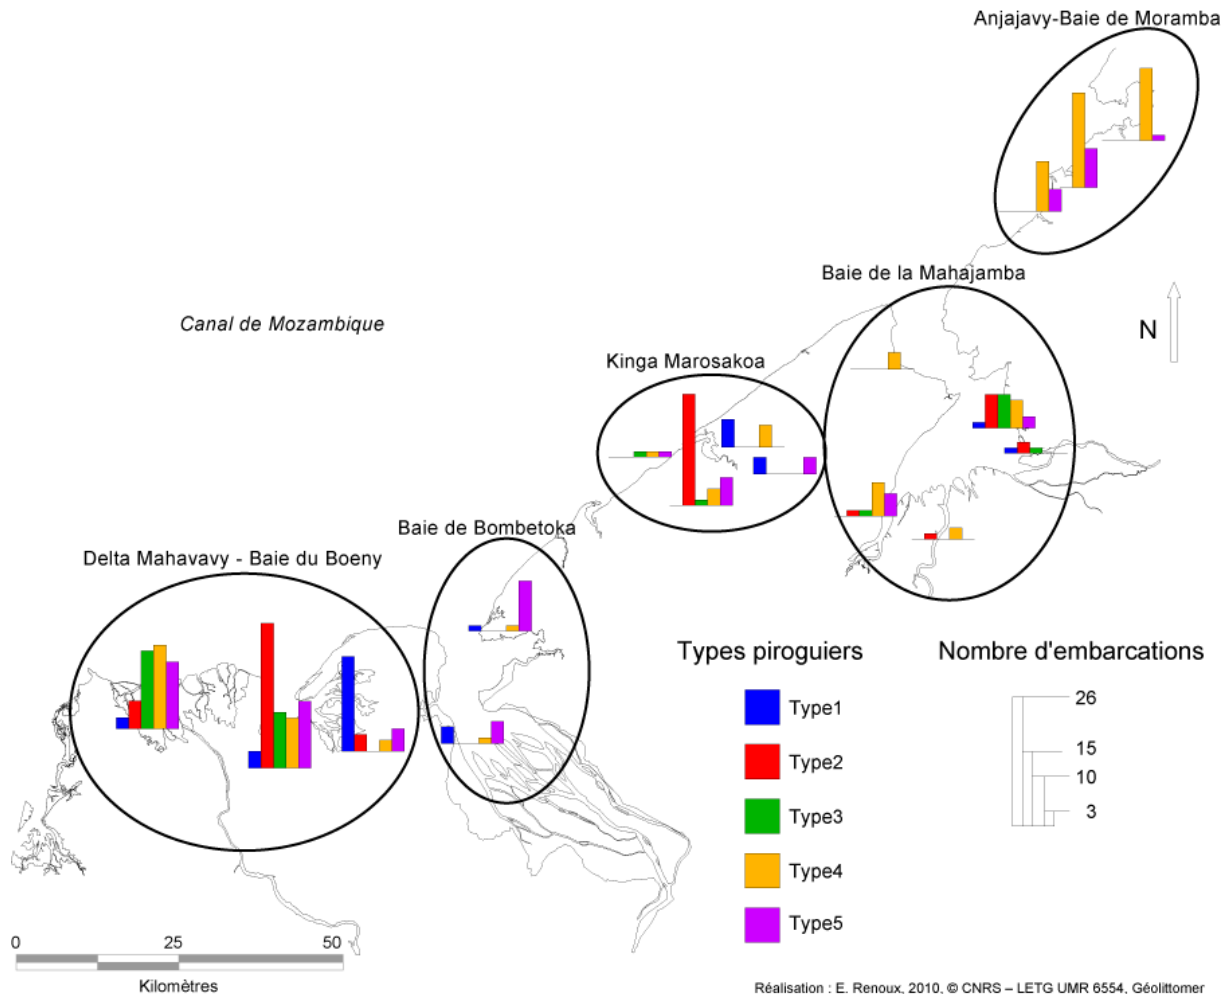 Anjajavy-Baie de Moramba
Baie de la Mahajamba
Canal de Mozambique
N
Kinga Marosakoa
Baie de Bombetoka
Delta Mahavavy - Baie du Boeny
Types piroguiers
Type1
Type2
Type3
Type4
Type5
Nombre d'embarcations
26
15
10
3
0 25 50
Kilomètres
Réalisation : E. Renoux, 2010, © CNRS – LETG UMR 6554, Géolittomer